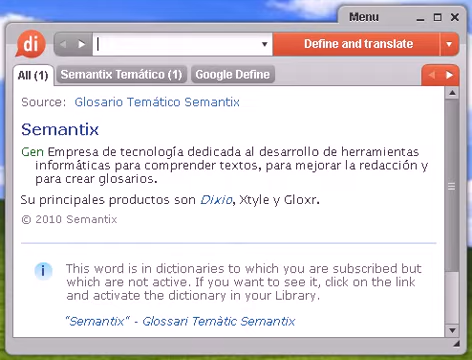 Menu
di
Define and translate
All (1)
Semantix Temático (1)
Google Define
Source: Glosario Temático Semantix
Semantix
Gen Empresa de tecnología dedicada al desarrollo de herramientas
informáticas para comprender textos, para mejorar la redacción y
para crear glosarios.
Su principales productos son Dixio, Xtyle y Gloxr.
© 2010 Semantix
i
This word is in dictionaries to which you are subscribed but
which are not active. If you want to see it, click on the link
and activate the dictionary in your Library.
"Semantix" - Glossari Temàtic Semantix